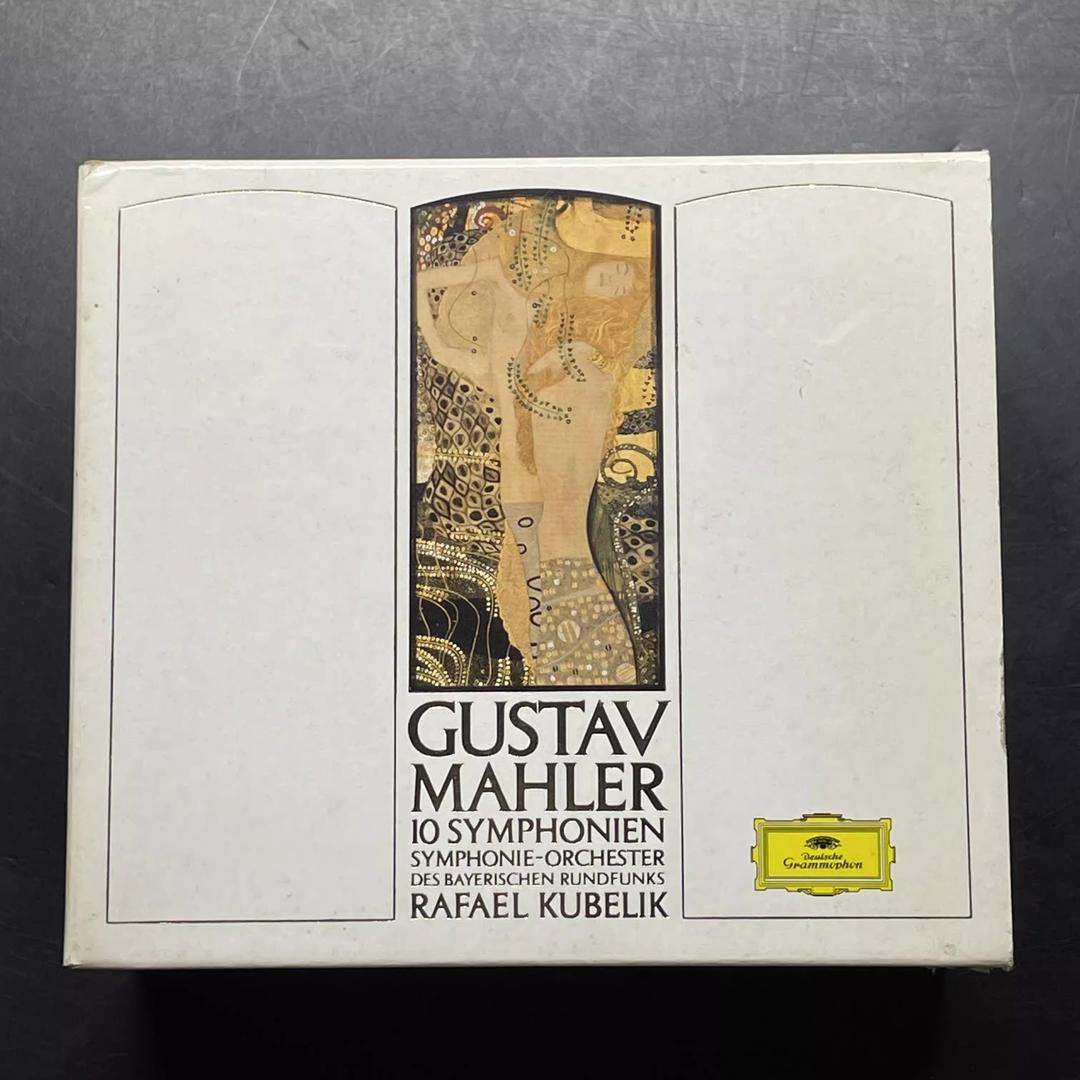 GUSTAV
MAHLER
10 SYMPHONIEN
SYMPHONIE-ORCHESTER
DES BAYERISCHEN RUNDFUNKS
RAFAEL KUBELIK
Deutsche
Grammophon